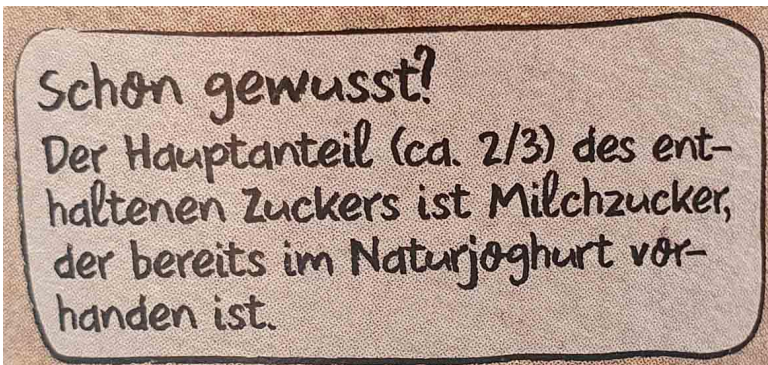 Schon gewusst?
Der Hauptanteil (ca. 2/3) des ent-
haltenen Zuckers ist Milchzucker,
der bereits im Naturjoghurt vor-
handen ist.